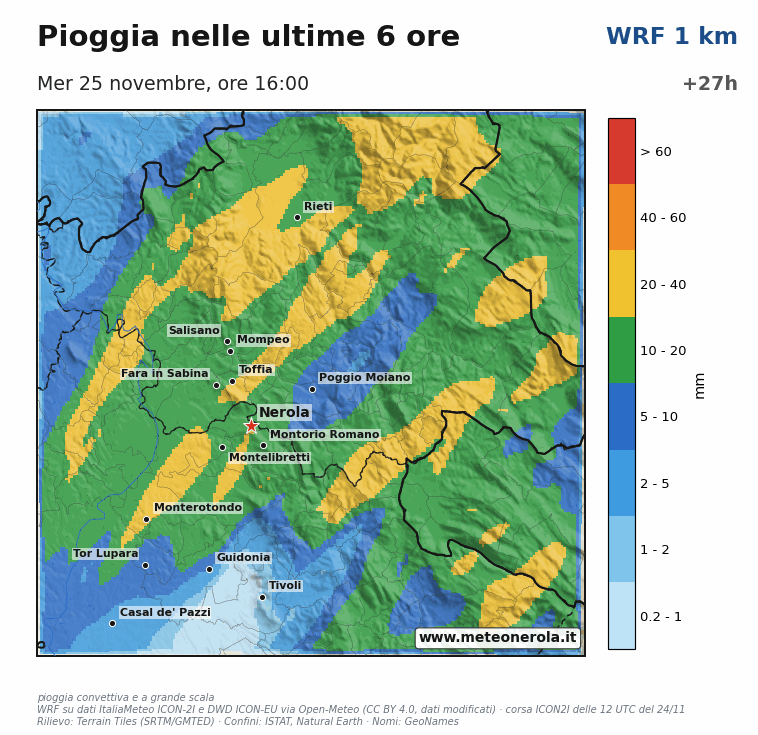 Pioggia nelle ultime 6 ore
WRF 1 km
Mer 25 novembre, ore 16:00
+27h
> 60
40 - 60
20 - 40
10 - 20
5 - 10
2 - 5
1 - 2
0.2 - 1
mm
Rieti
Salisano
Mompeo
Toffia
Fara in Sabina
Poggio Moiano
Nerola
Montorio Romano
Montelibretti
Monterotondo
Tor Lupara
Guidonia
Tivoli
Casal de' Pazzi
www.meteonerola.it
pioggia convettiva e a grande scala
WRF su dati ItaliaMeteo ICON-2I e DWD ICON-EU via Open-Meteo (CC BY 4.0, dati modificati) · corsa ICON2I delle 12 UTC del 24/11
Rilievo: Terrain Tiles (SRTM/GMTED) · Confini: ISTAT, Natural Earth · Nomi: GeoNames